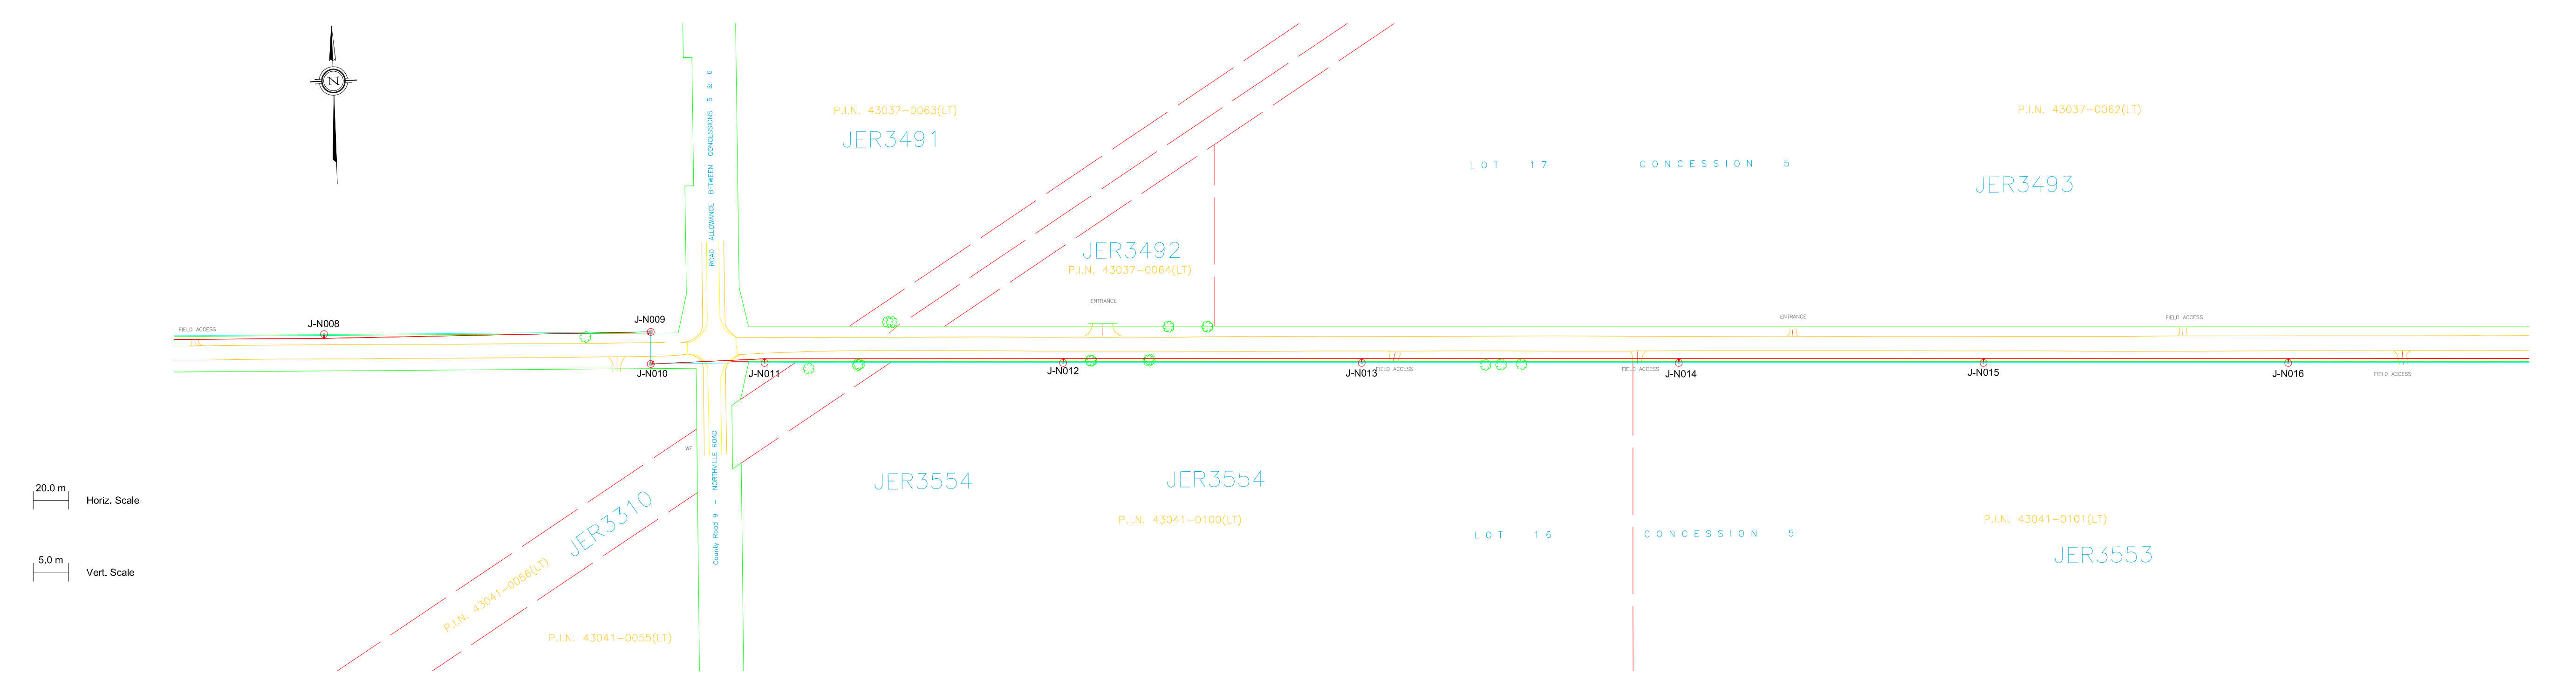 N
ROAD ALLOWANCE BETWEEN CONCESSIONS 5 & 6
P.I.N. 43037-0063(LT)
JER3491
P.I.N. 43037-0062(LT)
LOT 17 CONCESSION 5
JER3493
JER3492
P.I.N. 43037-0064(LT)
ENTRANCE
FIELD ACCESS
J-N008
J-N009
ENTRANCE
FIELD ACCESS
J-N010
J-N011
J-N012
J-N013
FIELD ACCESS
FIELD ACCESS
J-N014
J-N015
J-N016
FIELD ACCESS
WF
County Road 9 - NORTHVILLE ROAD
JER3554
JER3554
P.I.N. 43041-0100(LT)
LOT 16 CONCESSION 5
P.I.N. 43041-0101(LT)
JER3553
JER3310
P.I.N. 43041-0056(LT)
P.I.N. 43041-0055(LT)
20.0 m
Horiz. Scale
5.0 m
Vert. Scale